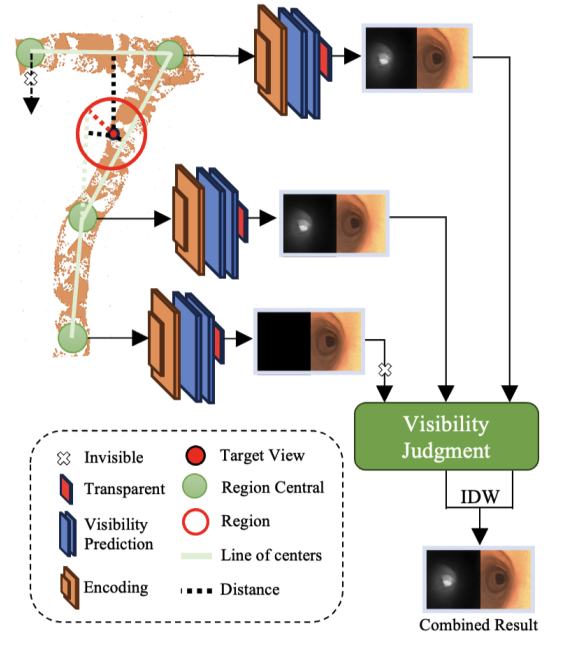 Visibility
Judgment
IDW
Combined Result
Invisible
Transparent
Visibility
Prediction
Encoding
Target View
Region Central
Region
Line of centers
Distance